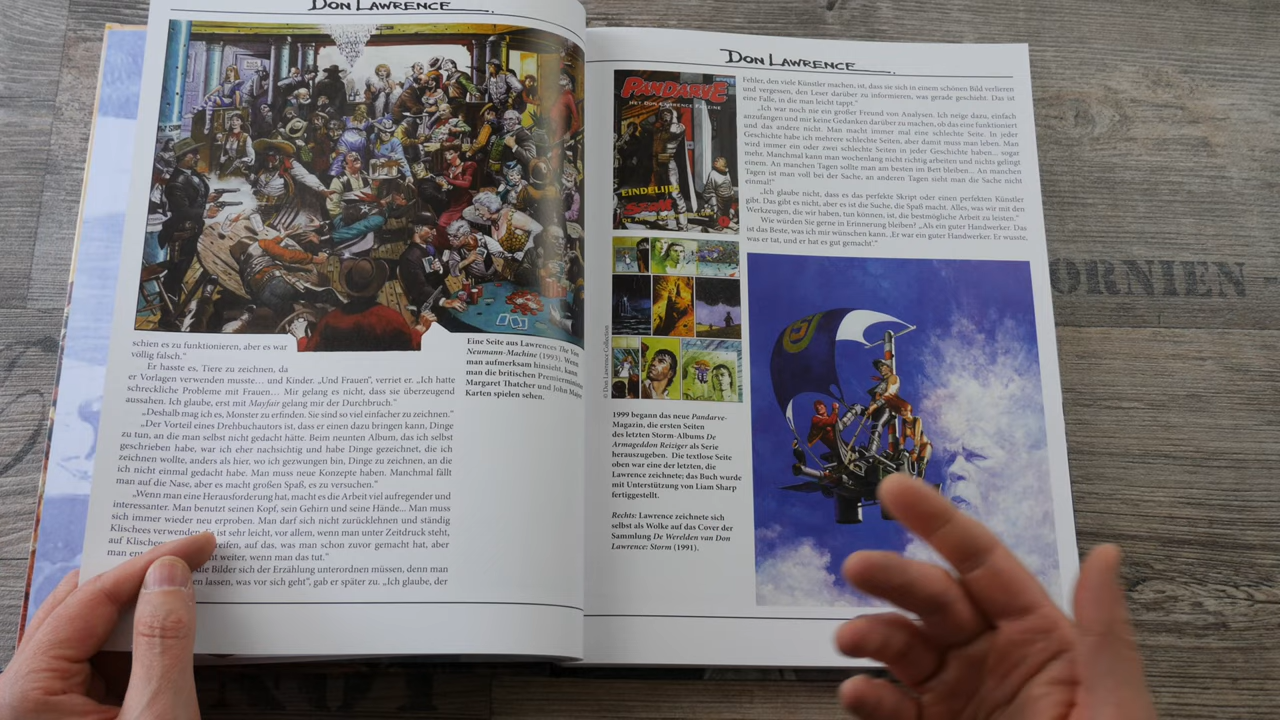 DON LAWRENCE
schien es zu funktionieren, aber es war
völlig falsch."
Er hasste es, Tiere zu zeichnen, da
er Vorlagen verwenden musste… und Kinder. „Und Frauen", verriet er. „Ich hatte
schreckliche Probleme mit Frauen… Mir gelang es nicht, dass sie überzeugend
aussahen. Ich glaube, erst mit Mayfair gelang mir der Durchbruch."
„Deshalb mag ich es, Monster zu erfinden. Sie sind so viel einfacher zu zeichnen."
„Der Vorteil eines Drehbuchautors ist, dass er einen dazu bringen kann, Dinge
zu tun, an die man selbst nicht gedacht hätte. Beim neunten Album, das ich selbst
geschrieben habe, war ich eher nachsichtig und habe Dinge gezeichnet, die ich
zeichnen wollte, anders als hier, wo ich gezwungen bin, Dinge zu zeichnen, an die
ich nicht einmal gedacht habe. Man muss neue Konzepte haben. Manchmal fällt
man auf die Nase, aber es macht großen Spaß, es zu versuchen."
„Wenn man eine Herausforderung hat, macht es die Arbeit viel aufregender und
interessanter. Man benutzt seinen Kopf, sein Gehirn und seine Hände… Man muss
sich immer wieder neu erproben. Man darf sich nicht zurücklehnen und ständig
Klischees verwenden, es ist sehr leicht, vor allem, wenn man unter Zeitdruck steht,
auf Klischees reifen, auf das, was man schon zuvor gemacht hat, aber
man weiter, wenn man das tut."
die Bilder sich der Erzählung unterordnen müssen, denn man
lassen, was vor sich geht", gab er später zu. „Ich glaube, der
Eine Seite aus Lawrences The Von
Neumann-Machine (1993). Wenn
man aufmerksam hinsieht, kann
man die britischen Premierminister
Margaret Thatcher und John Major
Karten spielen sehen.
DON LAWRENCE
PANDARVE
HET DON LAWRENCE FANZINE
EINDELIJK
STORM
© Don Lawrence Collection
1999 begann das neue Pandarve-
Magazin, die ersten Seiten
des letzten Storm-Albums De
Armageddon Reiziger als Serie
herauszugeben. Die textlose Seite
oben war eine der letzten, die
Lawrence zeichnete; das Buch wurde
mit Unterstützung von Liam Sharp
fertiggestellt.
Rechts: Lawrence zeichnete sich
selbst als Wolke auf das Cover der
Sammlung De Werelden van Don
Lawrence: Storm (1991).
Fehler, den viele Künstler machen, ist, dass sie sich in einem schönen Bild verlieren
und vergessen, den Leser darüber zu informieren, was gerade geschieht. Das ist
eine Falle, in die man leicht tappt."
„Ich war noch nie ein großer Freund von Analysen. Ich neige dazu, einfach
anzufangen und mir keine Gedanken darüber zu machen, ob das eine funktioniert
und das andere nicht. Man macht immer mal eine schlechte Seite. In jeder
Geschichte habe ich mehrere schlechte Seiten, aber damit muss man leben. Man
wird immer ein oder zwei schlechte Seiten in jeder Geschichte haben… sogar
mehr. Manchmal kann man wochenlang nicht richtig arbeiten und nichts gelingt
einem. An manchen Tagen sollte man am besten im Bett bleiben… An manchen
Tagen ist man voll bei der Sache, an anderen Tagen sieht man die Sache nicht
einmal!"
„Ich glaube nicht, dass es das perfekte Skript oder einen perfekten Künstler
gibt. Das gibt es nicht, aber es ist die Suche, die Spaß macht. Alles, was wir mit den
Werkzeugen, die wir haben, tun können, ist, die bestmögliche Arbeit zu leisten."
Wie würden Sie gerne in Erinnerung bleiben? „Als ein guter Handwerker. Das
ist das Beste, was ich mir wünschen kann. ‚Er war ein guter Handwerker. Er wusste,
was er tat, und er hat es gut gemacht'."
ORNIEN